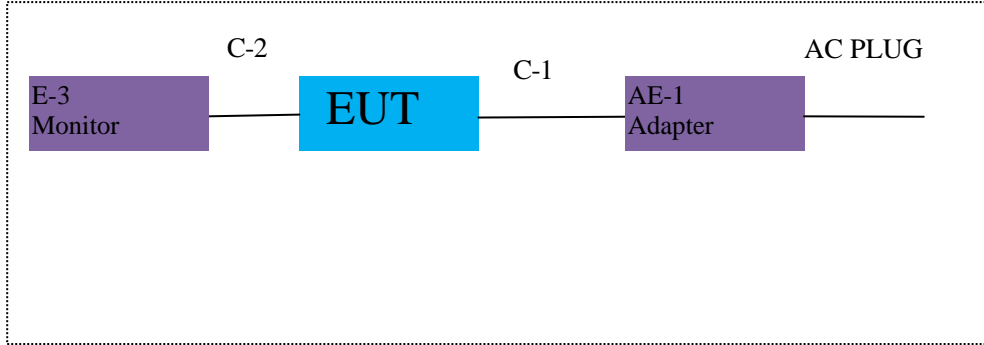 C-2
AC PLUG
C-1
E-3
Monitor
EUT
AE-1
Adapter